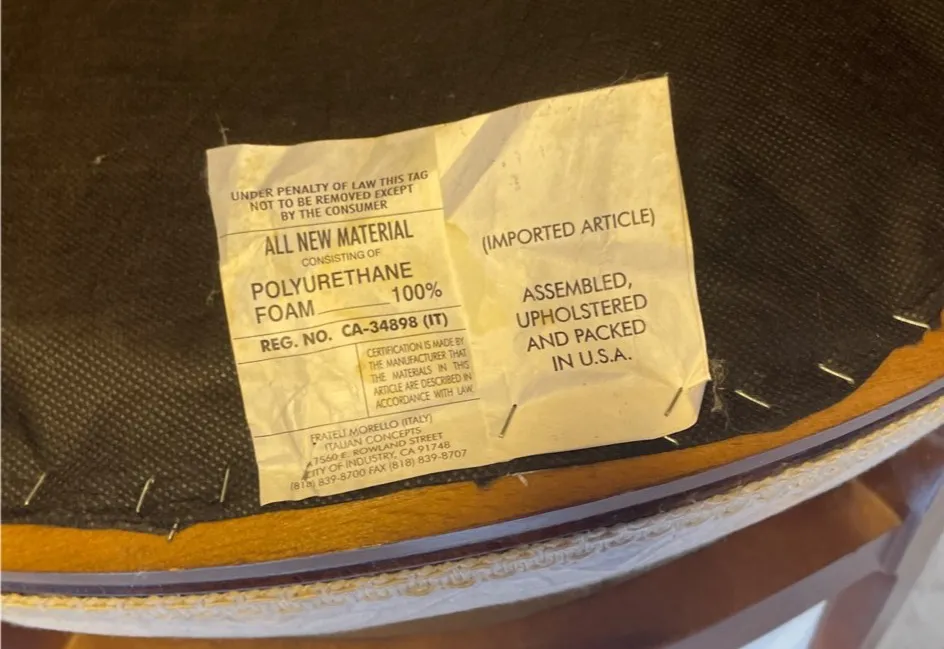 UNDER PENALTY OF LAW THIS TAG
NOT TO BE REMOVED EXCEPT
BY THE CONSUMER
ALL NEW MATERIAL
CONSISTING OF
POLYURETHANE
FOAM 100%
REG. NO. CA-34898 (IT)
CERTIFICATION IS MADE BY
THE MANUFACTURER THAT
THE MATERIALS IN THIS
ARTICLE ARE DESCRIBED IN
ACCORDANCE WITH LAW.
FRATELI MORELLO (ITALY)
ITALIAN CONCEPTS
E. ROWLAND STREET
CITY OF INDUSTRY, CA 91748
(818) 839-8700 FAX (818) 839-8707
(IMPORTED ARTICLE)
ASSEMBLED,
UPHOLSTERED
AND PACKED
IN U.S.A.